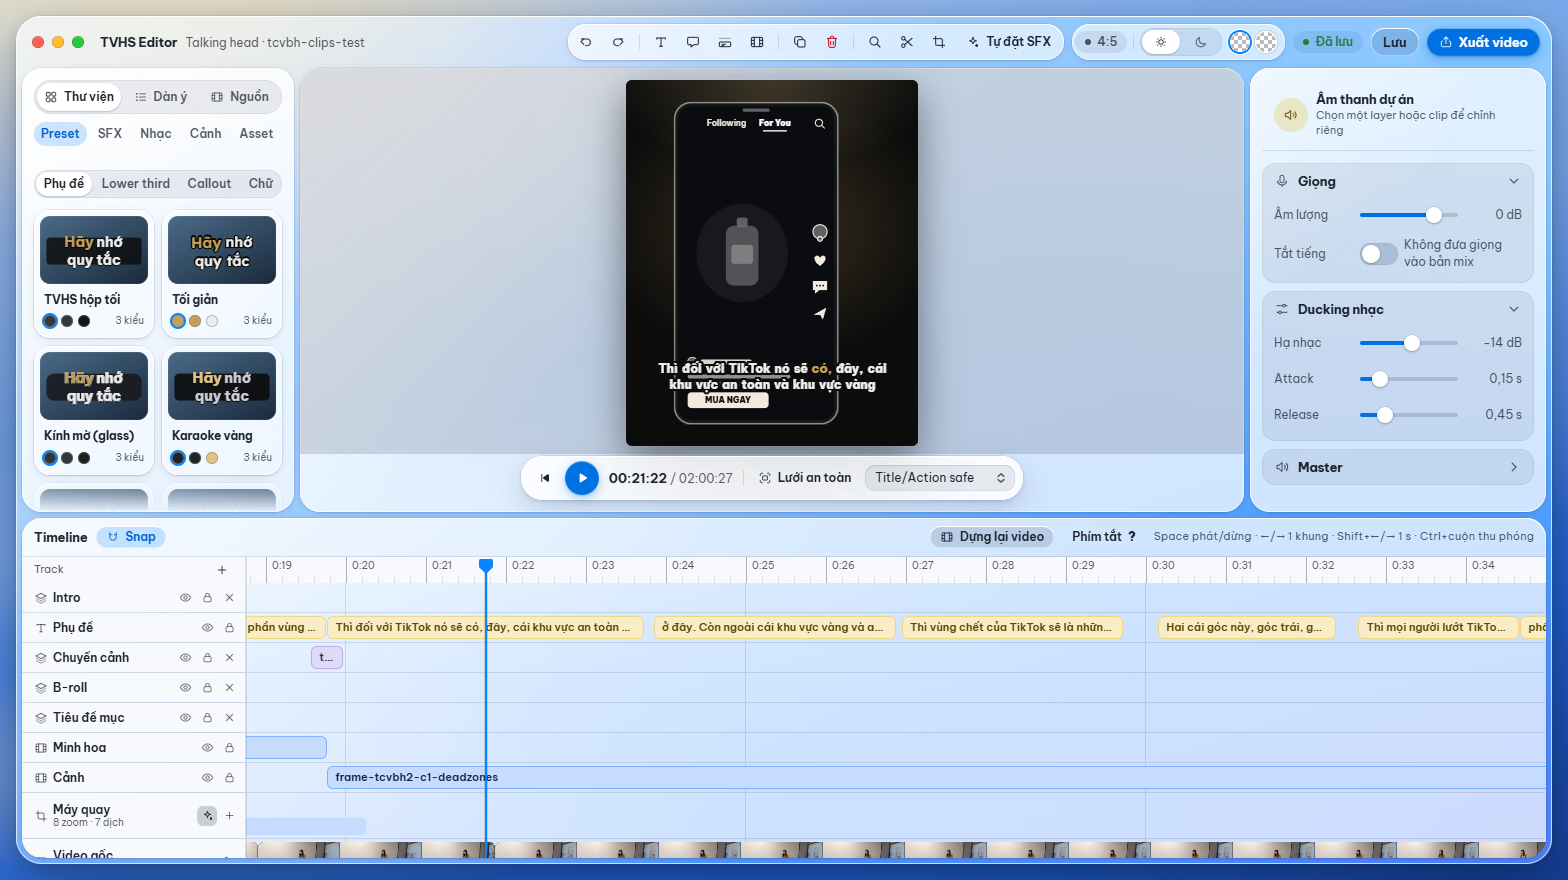 TVHS Editor Talking head · tcvbh-clips-test
Tự đặt SFX
4:5
Đã lưu
Lưu
Xuất video
Thư viện Dàn ý Nguồn
Preset SFX Nhạc Cảnh Asset
Phụ đề Lower third Callout Chữ
Hãy nhớ
quy tắc
TVHS hộp tối
3 kiểu
Hãy nhớ
quy tắc
Tối giản
3 kiểu
Hãy nhớ
quy tắc
Kính mờ (glass)
3 kiểu
Hãy nhớ
quy tắc
Karaoke vàng
3 kiểu
Following For You
Thì đối với TikTok nó sẽ có, đây, cái
khu vực an toàn và khu vực vàng
MUA NGAY
00:21:22 / 02:00:27
Lưới an toàn
Title/Action safe
Âm thanh dự án
Chọn một layer hoặc clip để chỉnh
riêng
Giọng
Âm lượng 0 dB
Tắt tiếng Không đưa giọng
vào bản mix
Ducking nhạc
Hạ nhạc -14 dB
Attack 0,15 s
Release 0,45 s
Master
Timeline Snap
Dựng lại video
Phím tắt ?
Space phát/dừng · ←/→ 1 khung · Shift+←/→ 1 s · Ctrl+cuộn thu phóng
Track +
0:19 0:20 0:21 0:22 0:23 0:24 0:25 0:26 0:27 0:28 0:29 0:30 0:31 0:32 0:33 0:34
Intro
Phụ đề
phần vùng ...
Thì đối với TikTok nó sẽ có, đây, cái khu vực an toàn ...
ở đây. Còn ngoài cái khu vực vàng và a...
Thì vùng chết của TikTok sẽ là nhữn...
Hai cái góc này, góc trái, g...
Thì mọi người lướt TikTo...
phô
Chuyển cảnh
t...
B-roll
Tiêu đề mục
Minh hoạ
Cảnh
frame-tcvbh2-c1-deadzones
Máy quay
8 zoom · 7 dịch
Video gốc